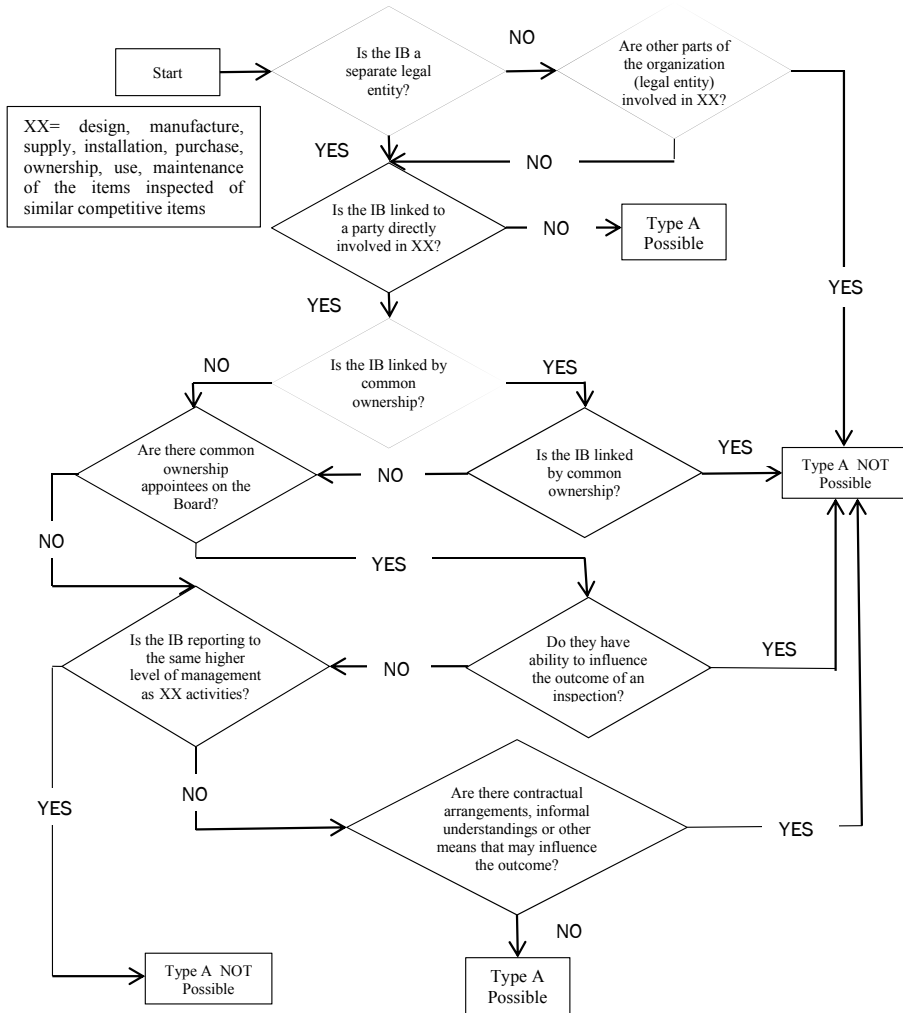 Start
Is the IB a
separate legal
entity?
NO
Are other parts of
the organization
(legal entity)
involved in XX?
XX= design, manufacture,
supply, installation, purchase,
ownership, use, maintenance
of the items inspected of
similar competitive items
YES
NO
Is the IB linked to
a party directly
involved in XX?
NO
Type A
Possible
YES
YES
NO
Is the IB linked by
common
ownership?
YES
Are there common
ownership
appointees on the
Board?
NO
Is the IB linked
by common
ownership?
YES
Type A NOT
Possible
NO
YES
Is the IB reporting to
the same higher
level of management
as XX activities?
NO
Do they have
ability to influence
the outcome of an
inspection?
YES
YES
NO
Are there contractual
arrangements, informal
understandings or other
means that may influence
the outcome?
YES
NO
Type A NOT
Possible
Type A
Possible